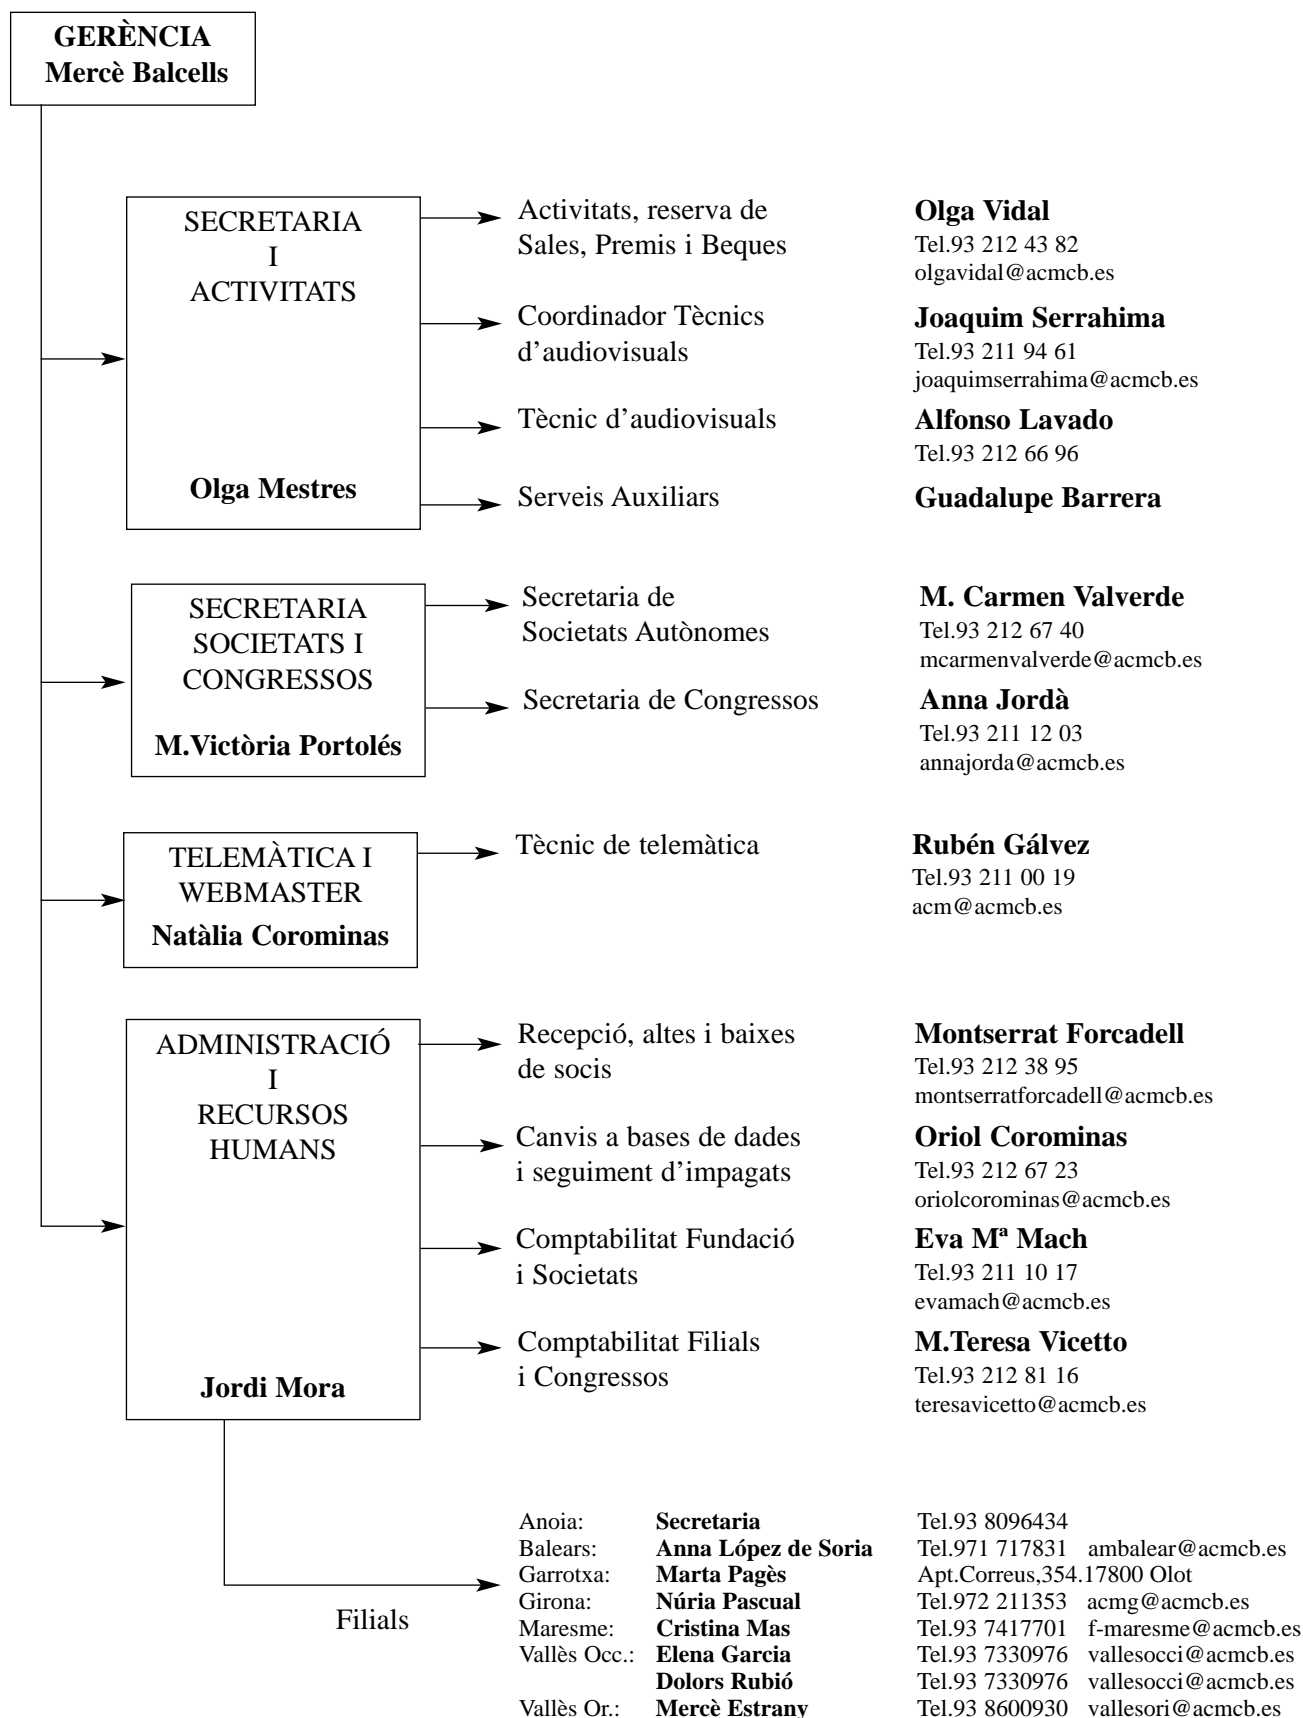 GERÈNCIA
Mercè Balcells
SECRETARIA
I
ACTIVITATS
Olga Mestres
Activitats, reserva de
Sales, Premis i Beques
Olga Vidal
Tel.93 212 43 82
olgavidal@acmcb.es
Coordinador Tècnics
d’audiovisuals
Joaquim Serrahima
Tel.93 211 94 61
joaquimserrahima@acmcb.es
Tècnic d’audiovisuals
Alfonso Lavado
Tel.93 212 66 96
Serveis Auxiliars
Guadalupe Barrera
SECRETARIA
SOCIETATS I
CONGRESSOS
M.Victòria Portolés
Secretaria de
Societats Autònomes
M. Carmen Valverde
Tel.93 212 67 40
mcarmenvalverde@acmcb.es
Secretaria de Congressos
Anna Jordà
Tel.93 211 12 03
annajorda@acmcb.es
TELEMÀTICA I
WEBMASTER
Natàlia Corominas
Tècnic de telemàtica
Rubén Gálvez
Tel.93 211 00 19
acm@acmcb.es
ADMINISTRACIÓ
I
RECURSOS
HUMANS
Jordi Mora
Recepció, altes i baixes
de socis
Montserrat Forcadell
Tel.93 212 38 95
montserratforcadell@acmcb.es
Canvis a bases de dades
i seguiment d’impagats
Oriol Corominas
Tel.93 212 67 23
oriolcorominas@acmcb.es
Comptabilitat Fundació
i Societats
Eva Mª Mach
Tel.93 211 10 17
evamach@acmcb.es
Comptabilitat Filials
i Congressos
M.Teresa Vicetto
Tel.93 212 81 16
teresavicetto@acmcb.es
Filials
Anoia: Secretaria Tel.93 8096434
Balears: Anna López de Soria Tel.971 717831 ambalear@acmcb.es
Garrotxa: Marta Pagès Apt.Correus,354.17800 Olot
Girona: Núria Pascual Tel.972 211353 acmg@acmcb.es
Maresme: Cristina Mas Tel.93 7417701 f-maresme@acmcb.es
Vallès Occ.: Elena Garcia Tel.93 7330976 vallesocci@acmcb.es
Dolors Rubió Tel.93 7330976 vallesocci@acmcb.es
Vallès Or.: Mercè Estrany Tel.93 8600930 vallesori@acmcb.es